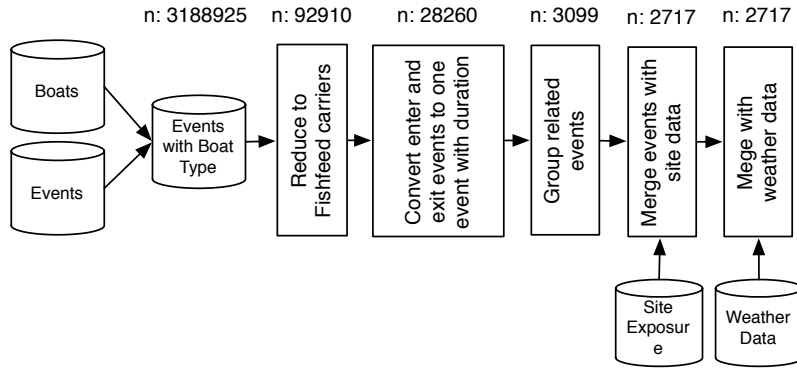 n: 3188925
n: 92910
n: 28260
n: 3099
n: 2717
n: 2717
Boats
Events
Events
with Boat
Type
Reduce to
Fishfeed carriers
Convert enter and
exit events to one
event with duration
Group related
events
Merge events with
site data
Mege with
weather data
Site
Exposur
e
Weather
Data